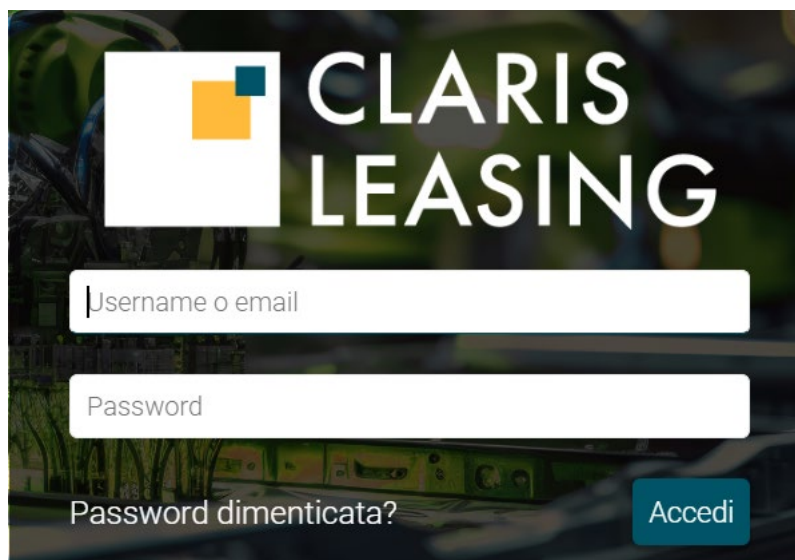 CLARIS
LEASING
Username o email
Password
Password dimenticata?
Accedi